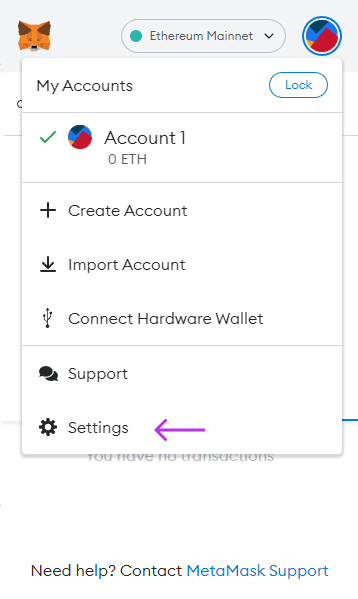 Ethereum Mainnet
My Accounts
Lock
Account 1
0 ETH
Create Account
Import Account
Connect Hardware Wallet
Support
Settings
You have no transactions
Need help? Contact MetaMask Support